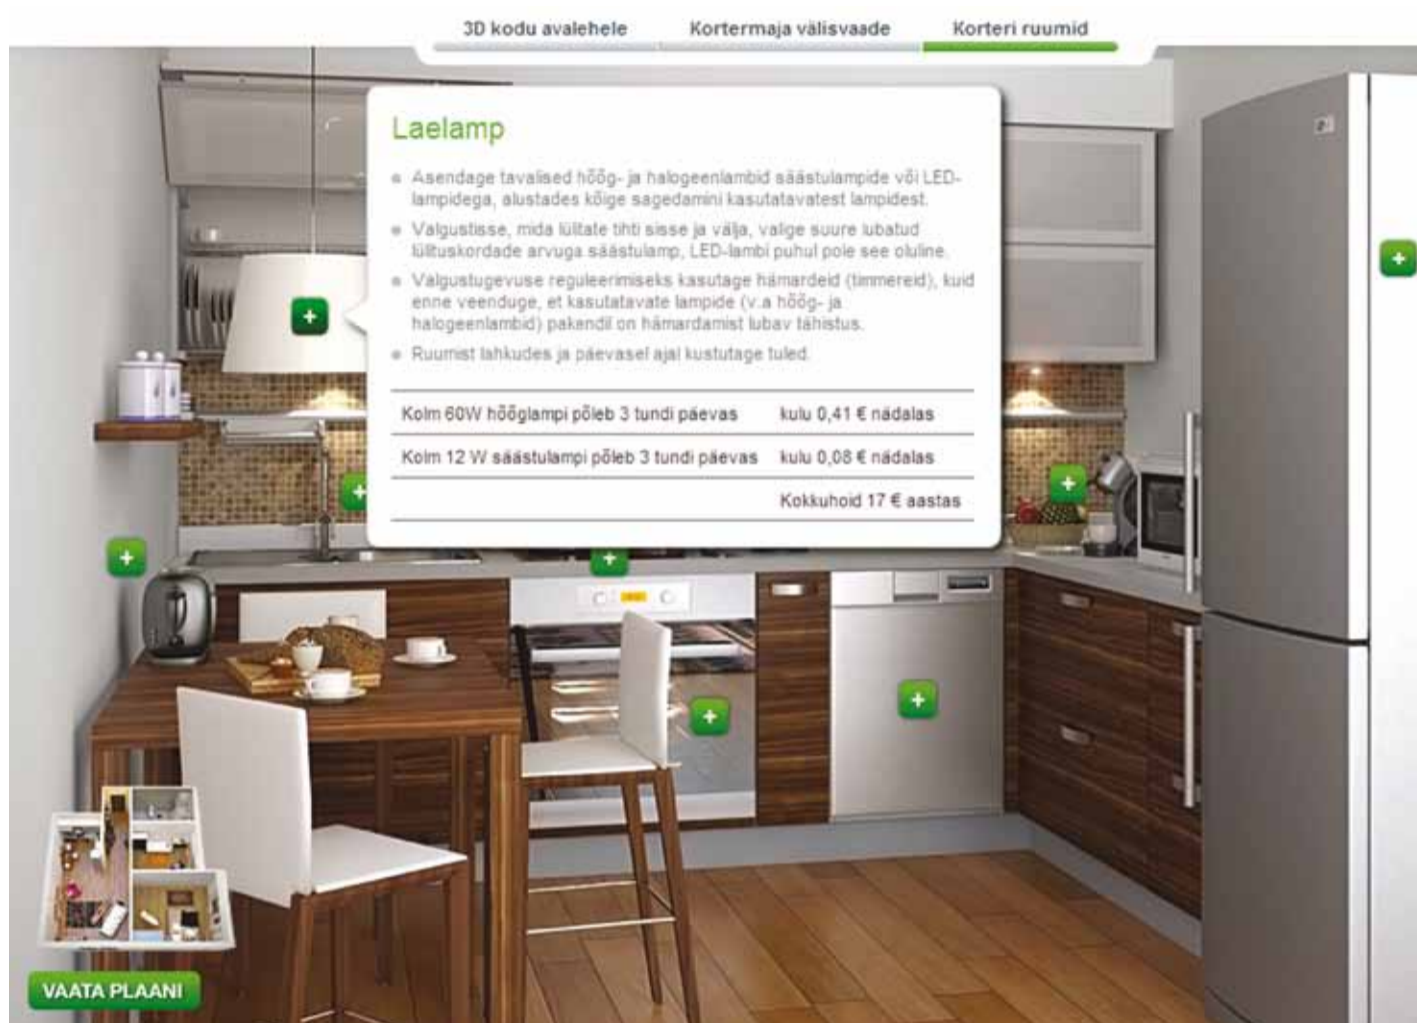 3D kodu avalehele
Kortermaja välisvaade
Korteri ruumid
Laelamp
Asendage tavalised hõõg- ja halogeenlambid säästulampide või LED-
lampidega, alustades kõige sagedamini kasutatavatest lampidest.
Valgustisse, mida lülitate tihti sisse ja välja, valige suure lubatud
lülituskordade arvuga säästulamp, LED-lambi puhul pole see oluline.
Valgustugevuse reguleerimiseks kasutage hämardeid (timmereid), kuid
enne veenduge, et kasutatavate lampide (v.a hõõg- ja
halogeenlambid) pakendil on hämardamist lubav tähistus.
Ruumist lahkudes ja päevasel ajal kustutage tuled.
Kolm 60W hõõglampi põleb 3 tundi päevas kulu 0,41 € nädalas
Kolm 12 W säästulampi põleb 3 tundi päevas kulu 0,08 € nädalas
Kokkuhoid 17 € aastas
VAATA PLAANI